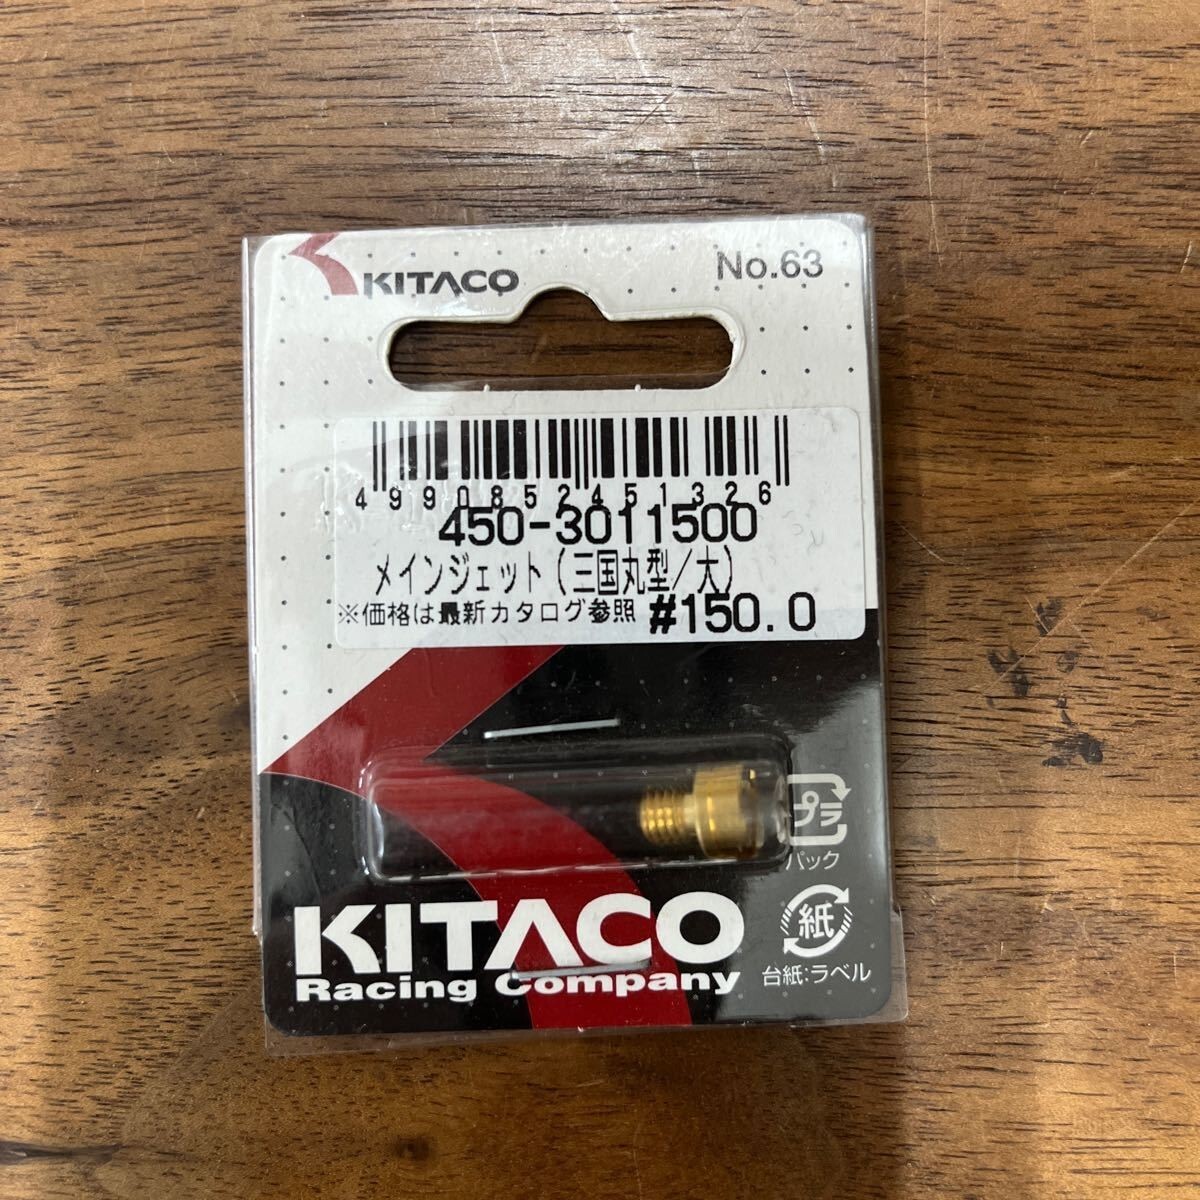 KITACO
No.63
4990852451326
450-3011500
メインジェット(三国丸型/大)
※価格は最新カタログ参照 #150.0
プラ
パック
紙
台紙:ラベル
KITACO
Racing Company